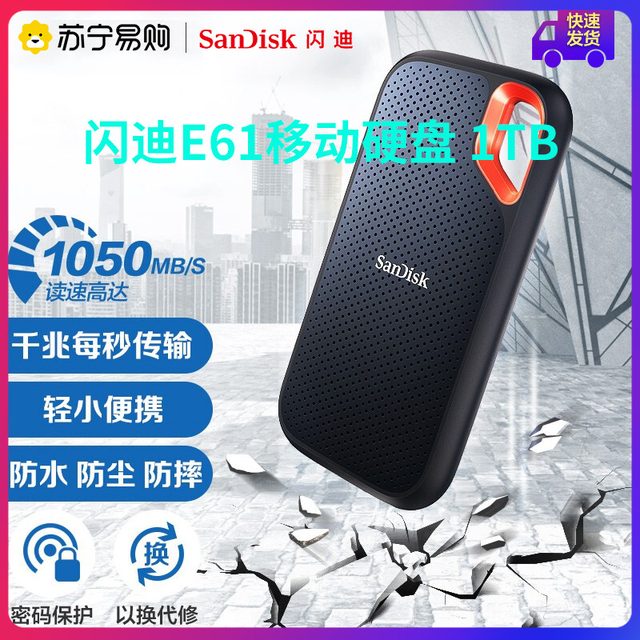 苏宁易购 SanDisk 闪迪
快速
发货
闪迪E61移动硬盘 1TB
1050MB/S
读速高达
SanDisk
千兆每秒传输
轻小便携
防水 防尘 防摔
换
密码保护 以换代修